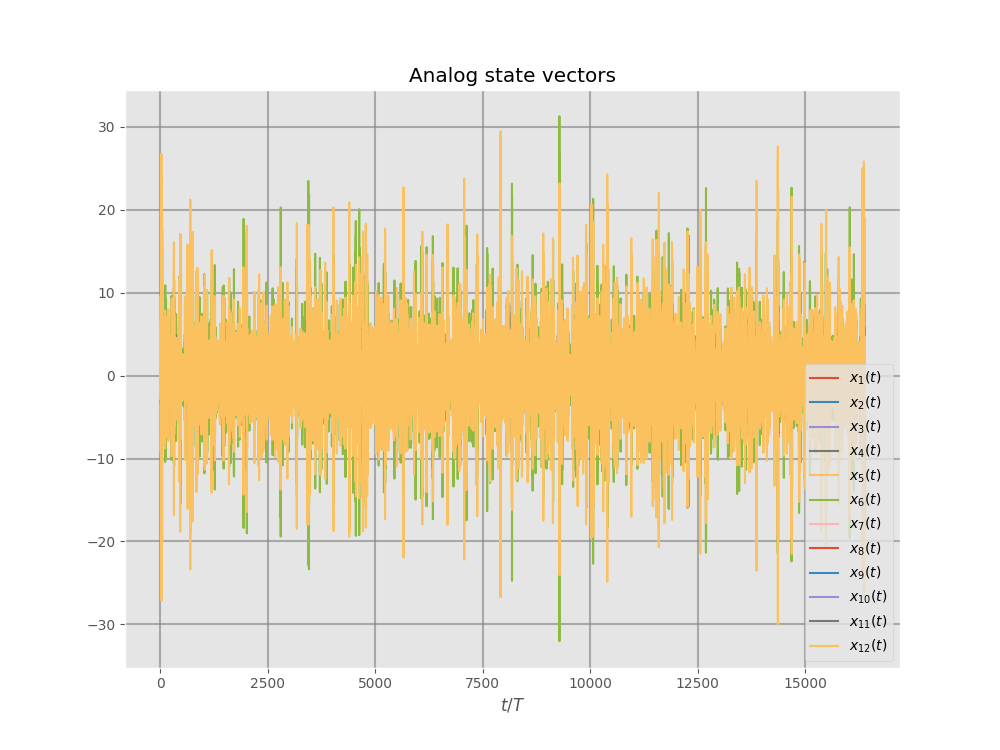 Analog state vectors
30
20
10
0
−10
−20
−30
0 2500 5000 7500 10000 12500 15000
t/T
x₁(t)
x₂(t)
x₃(t)
x₄(t)
x₅(t)
x₆(t)
x₇(t)
x₈(t)
x₉(t)
x₁₀(t)
x₁₁(t)
x₁₂(t)